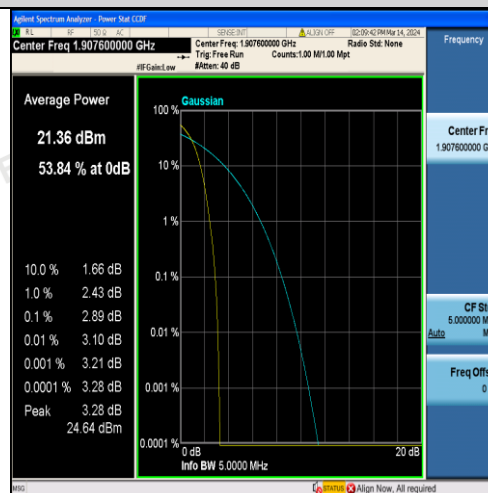 Agilent Spectrum Analyzer - Power Stat CCDF
RL RF 50 Ω AC SENSE:INT ALIGN OFF 02:09:42 PM Mar 14, 2024
Center Freq 1.907600000 GHz
Center Freq: 1.907600000 GHz
Radio Std: None
Trig: Free Run
Counts:1.00 M/1.00 Mpt
#IFGain:Low
#Atten: 40 dB
Frequency
Average Power
21.36 dBm
53.84 % at 0dB
10.0 % 1.66 dB
1.0 % 2.43 dB
0.1 % 2.89 dB
0.01 % 3.10 dB
0.001 % 3.21 dB
0.0001 % 3.28 dB
Peak 3.28 dB
24.64 dBm
Gaussian
100 %
10 %
1 %
0.1 %
0.01 %
0.001 %
0.0001 %
0 dB
20 dB
Info BW 5.0000 MHz
Center Fr
1.907600000 G
CF St
5.000000 M
Auto M
Freq Offs
0
MSG
STATUS
Align Now, All required